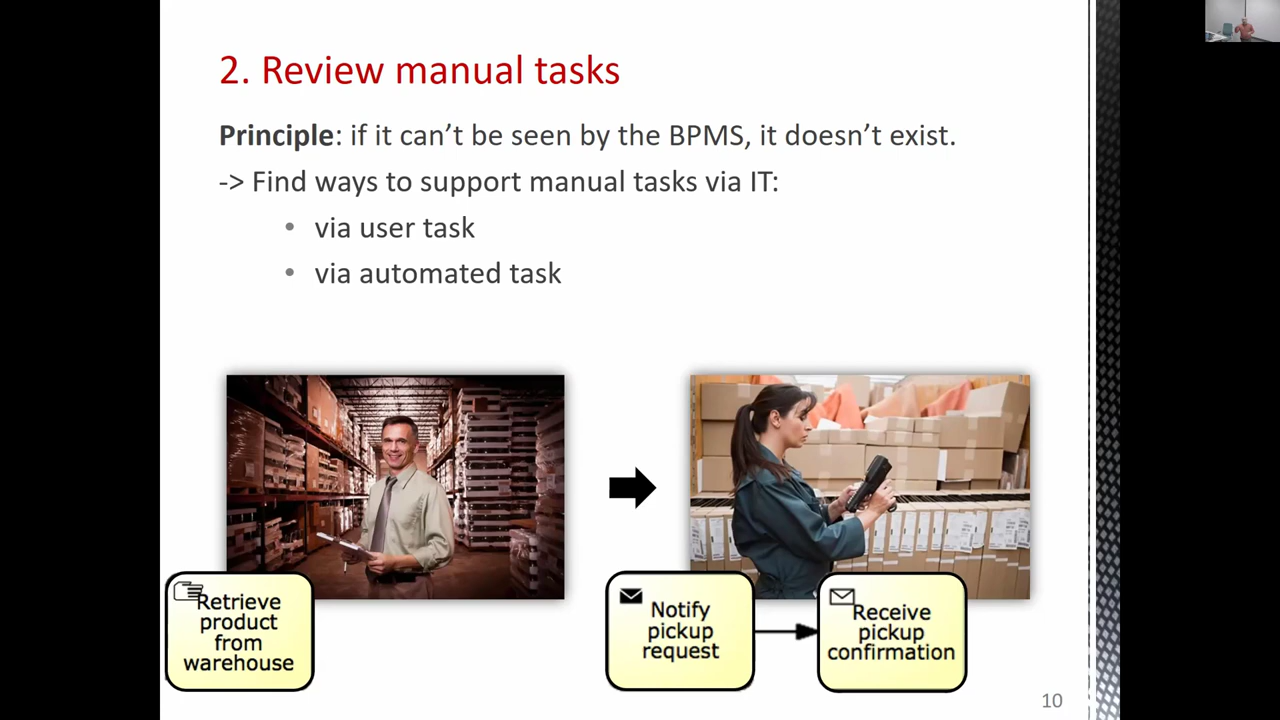 2. Review manual tasks
Principle: if it can’t be seen by the BPMS, it doesn’t exist.
-> Find ways to support manual tasks via IT:
• via user task
• via automated task
Retrieve
product
from
warehouse
Notify
pickup
request
Receive
pickup
confirmation
10